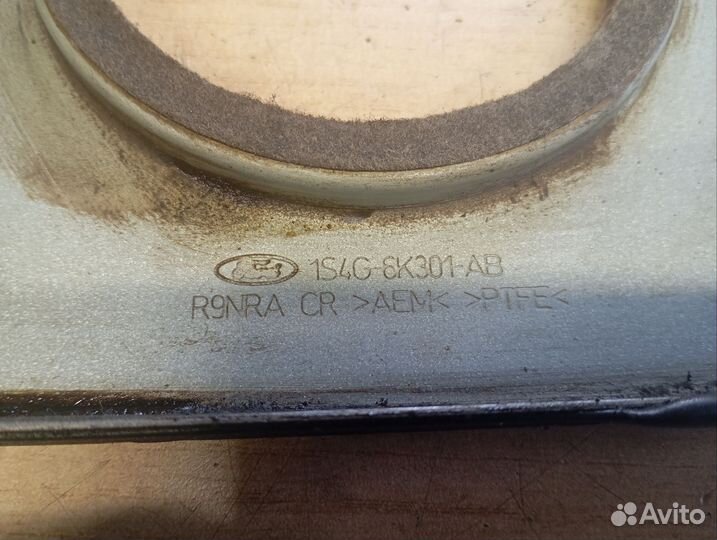 1S4G-6K301-AB
R9NRA CR >AEM< >PTFE<
Avito